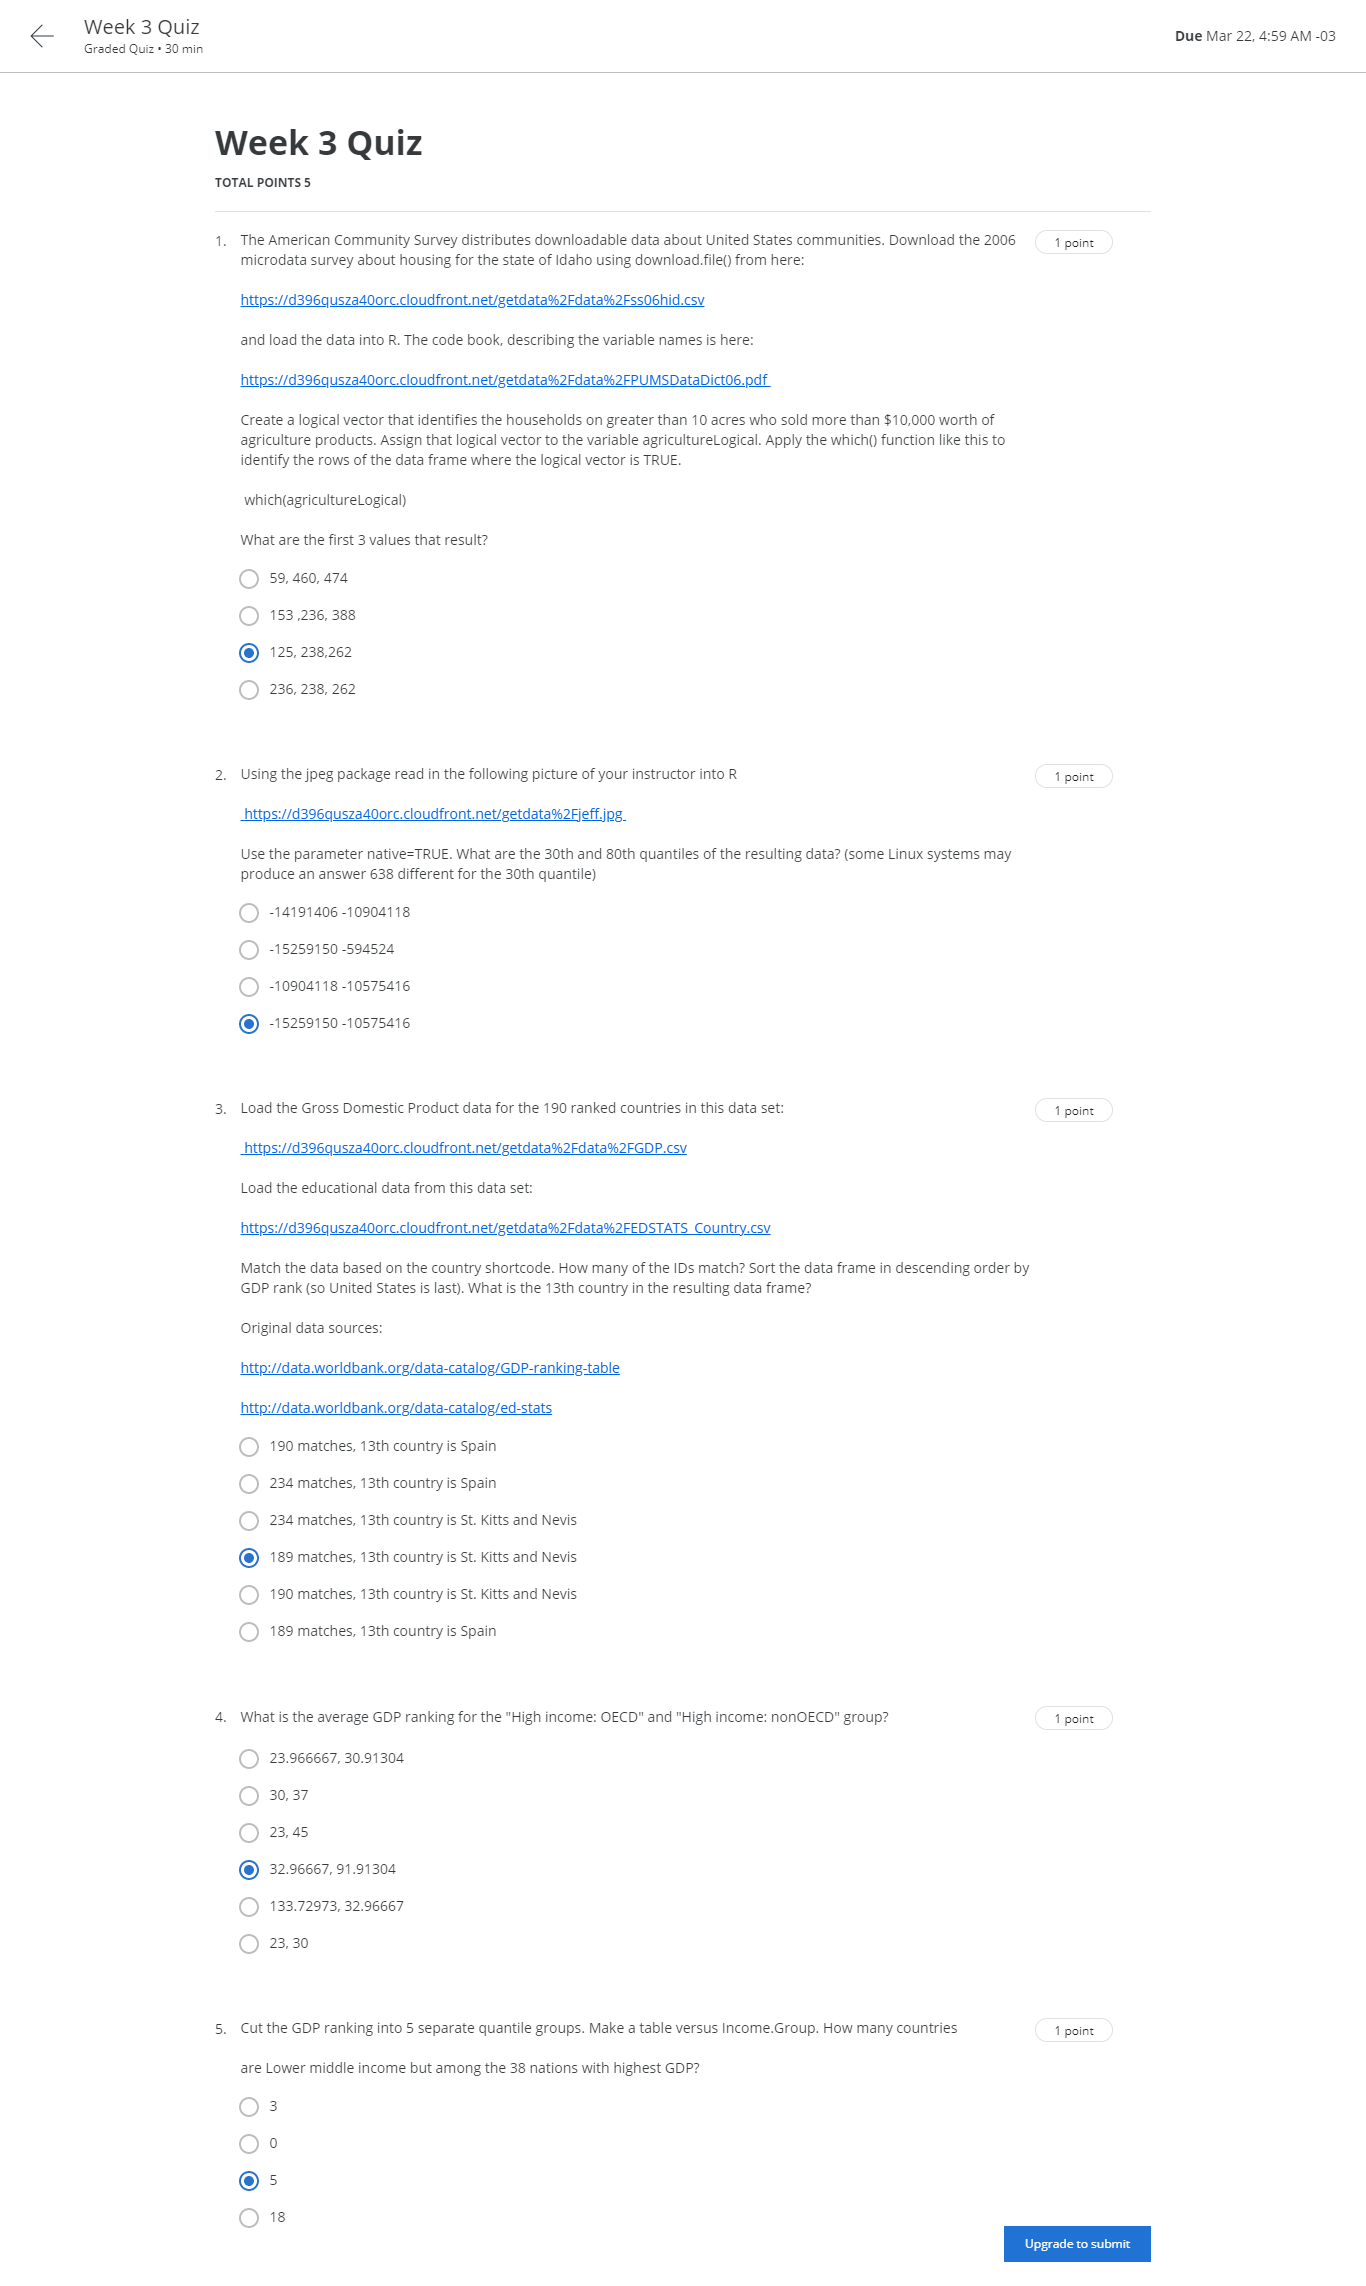 Week 3 Quiz
Graded Quiz • 30 min
Due Mar 22, 4:59 AM -03
Week 3 Quiz
TOTAL POINTS 5
1. The American Community Survey distributes downloadable data about United States communities. Download the 2006
1 point
microdata survey about housing for the state of Idaho using download.file() from here:
https://d396qusza40orc.cloudfront.net/getdata%2Fdata%2Fss06hid.csv
and load the data into R. The code book, describing the variable names is here:
https://d396qusza40orc.cloudfront.net/getdata%2Fdata%2FPUMSDataDict06.pdf
Create a logical vector that identifies the households on greater than 10 acres who sold more than $10,000 worth of
agriculture products. Assign that logical vector to the variable agricultureLogical. Apply the which() function like this to
identify the rows of the data frame where the logical vector is TRUE.
which(agricultureLogical)
What are the first 3 values that result?
59, 460, 474
153 ,236, 388
125, 238,262
236, 238, 262
2. Using the jpeg package read in the following picture of your instructor into R
1 point
https://d396qusza40orc.cloudfront.net/getdata%2Fjeff.jpg
Use the parameter native=TRUE. What are the 30th and 80th quantiles of the resulting data? (some Linux systems may
produce an answer 638 different for the 30th quantile)
-14191406 -10904118
-15259150 -594524
-10904118 -10575416
-15259150 -10575416
3. Load the Gross Domestic Product data for the 190 ranked countries in this data set:
1 point
https://d396qusza40orc.cloudfront.net/getdata%2Fdata%2FGDP.csv
Load the educational data from this data set:
https://d396qusza40orc.cloudfront.net/getdata%2Fdata%2FEDSTATS_Country.csv
Match the data based on the country shortcode. How many of the IDs match? Sort the data frame in descending order by
GDP rank (so United States is last). What is the 13th country in the resulting data frame?
Original data sources:
http://data.worldbank.org/data-catalog/GDP-ranking-table
http://data.worldbank.org/data-catalog/ed-stats
190 matches, 13th country is Spain
234 matches, 13th country is Spain
234 matches, 13th country is St. Kitts and Nevis
189 matches, 13th country is St. Kitts and Nevis
190 matches, 13th country is St. Kitts and Nevis
189 matches, 13th country is Spain
4. What is the average GDP ranking for the "High income: OECD" and "High income: nonOECD" group?
1 point
23.966667, 30.91304
30, 37
23, 45
32.96667, 91.91304
133.72973, 32.96667
23, 30
5. Cut the GDP ranking into 5 separate quantile groups. Make a table versus Income.Group. How many countries
1 point
are Lower middle income but among the 38 nations with highest GDP?
3
0
5
18
Upgrade to submit